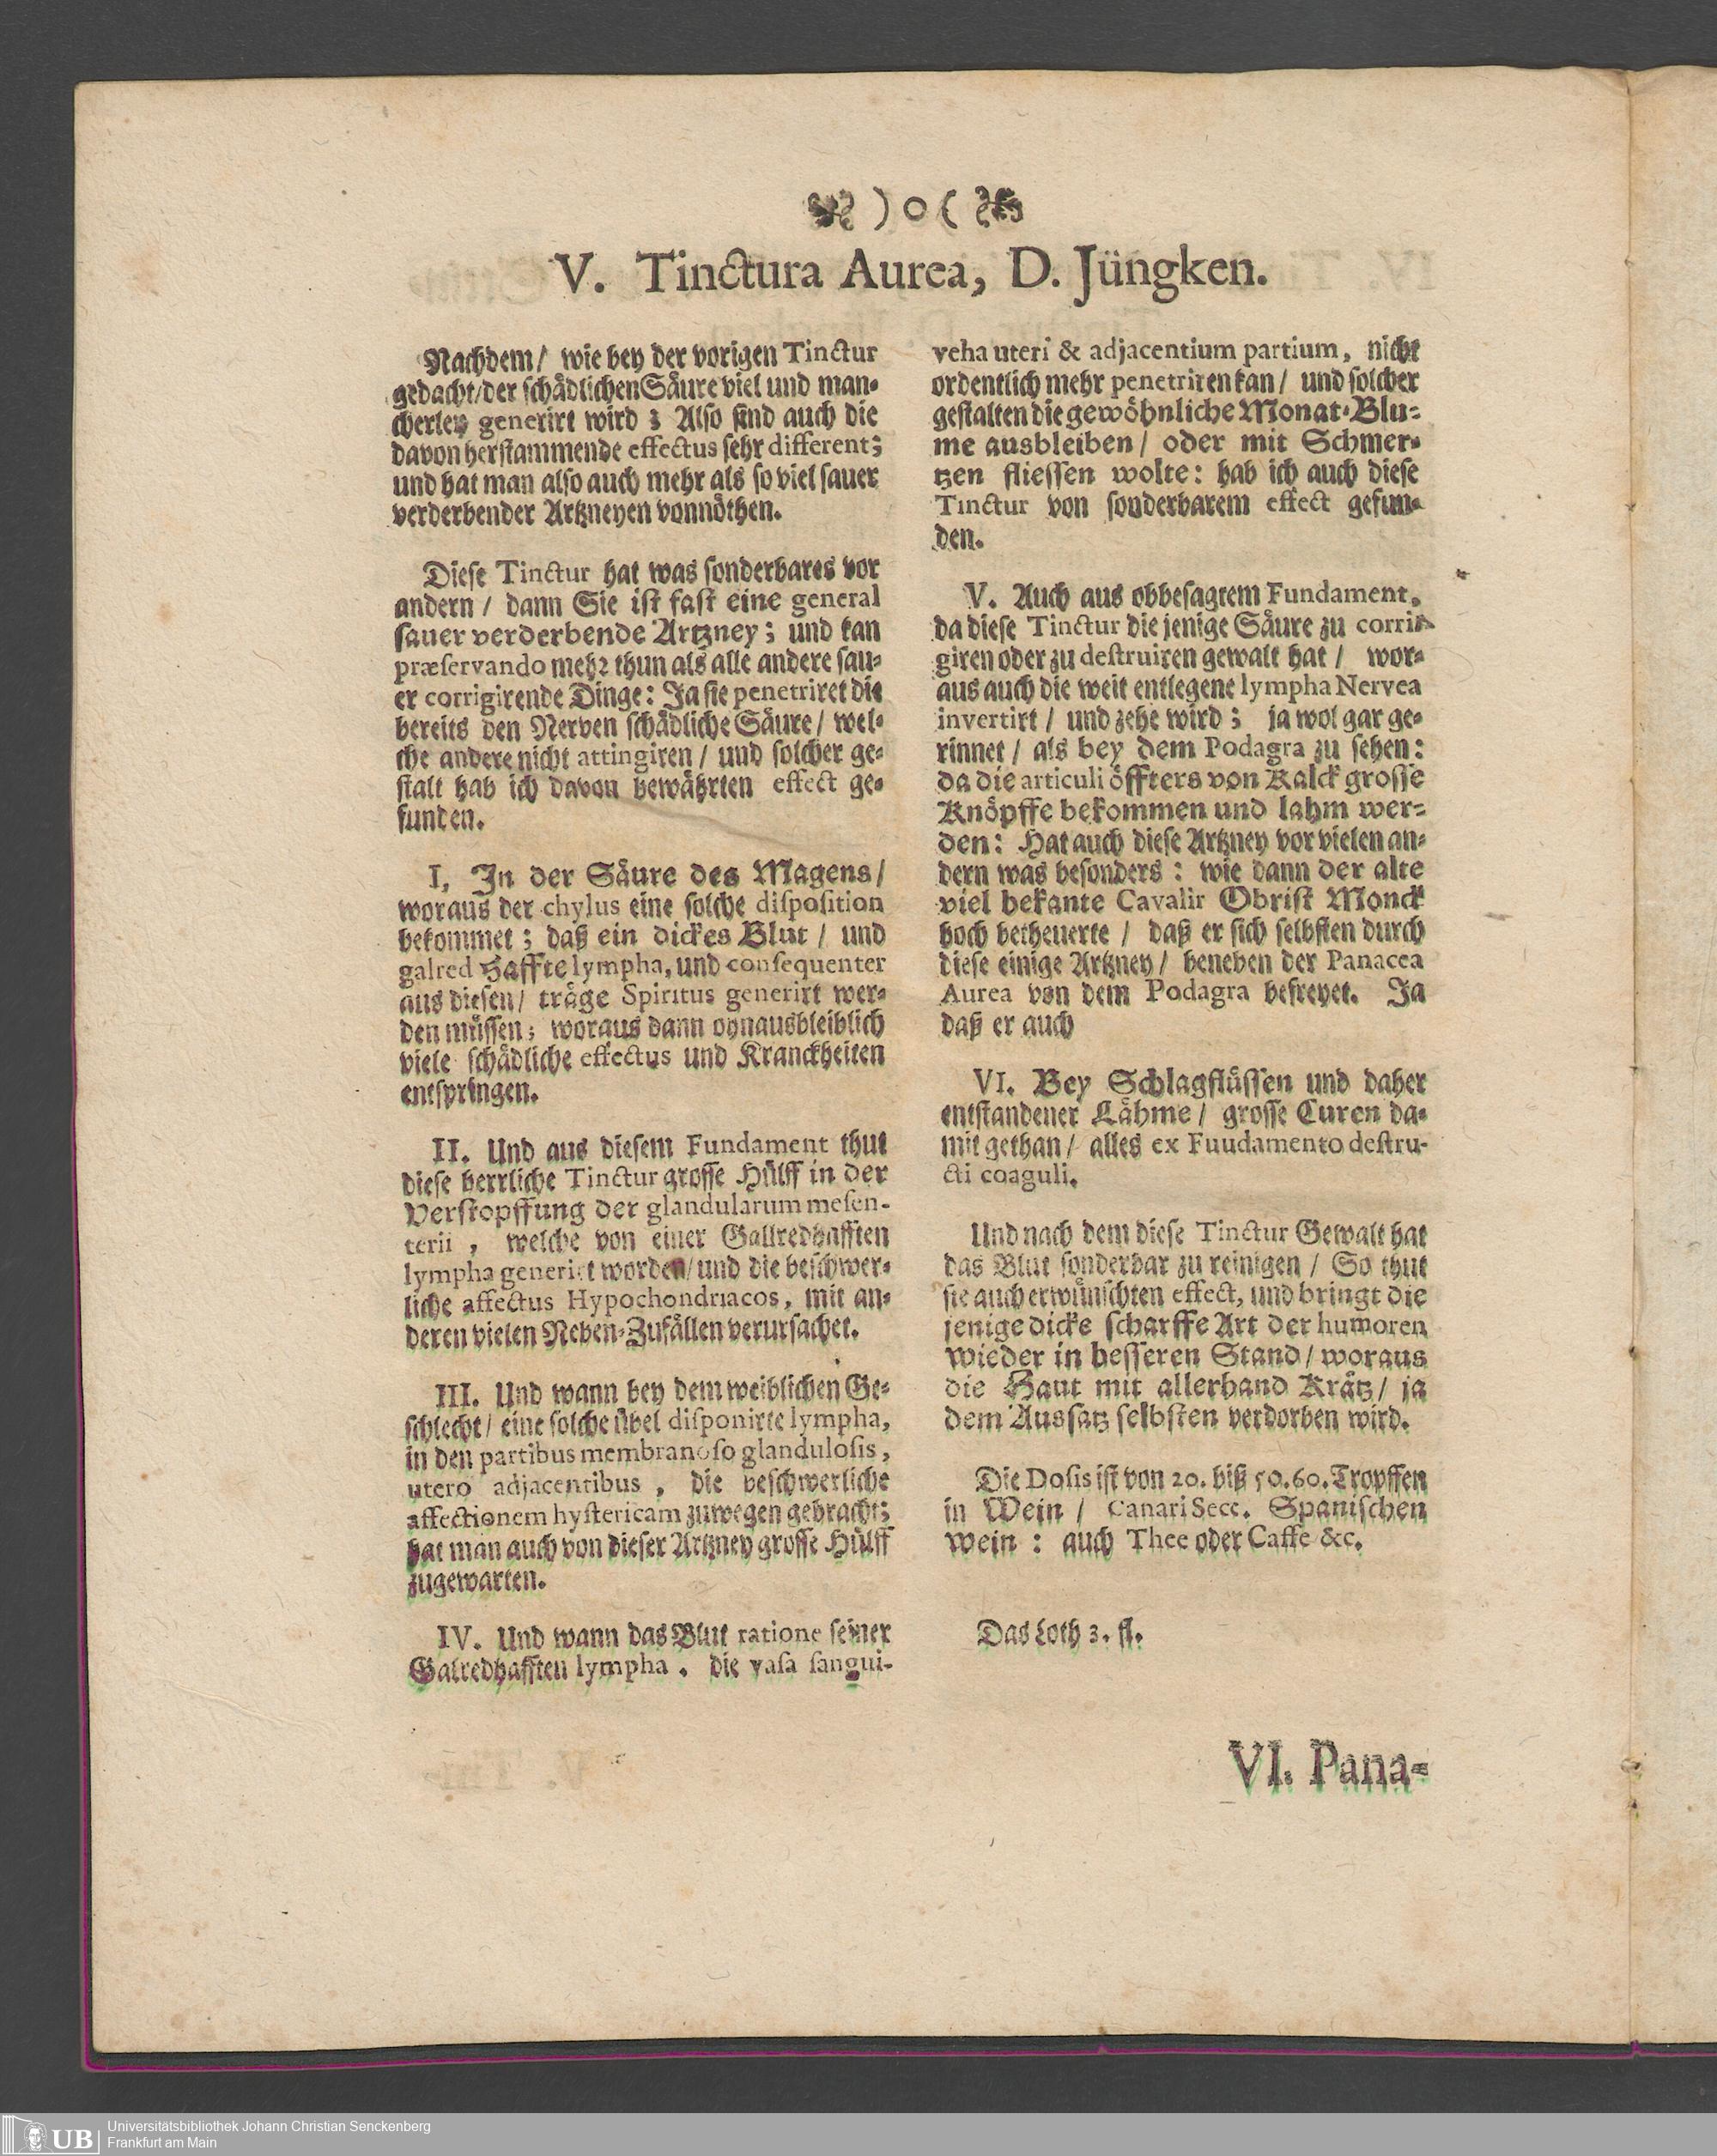 ) o (
V. Tinctura Aurea, D. Jüngken.
Nachdem/ wie bey der vorigen Tinctur
gedacht/der schädlichen Säure viel und man-
cherley generirt wird; Also sind auch die
davon herstammende effectus sehr different;
und hat man also auch mehr als so viel sauer
verderbender Artzneyen vonnöthen.
Diese Tinctur hat was sonderbares vor
andern / dann Sie ist fast eine general
sauer verderbende Artzney; und kan
præservando mehr thun als alle andere sau-
er corrigirende Dinge: Ja sie penetriret die
bereits den Nerven schädliche Säure/ wel-
che andere nicht attingiren/ und solcher ge-
stalt hab ich davon bewährten effect ge-
funden.
I, In der Säure des Magens/
woraus der chylus eine solche disposition
bekommet; daß ein dickes Blut / und
galred Haffte lympha, und consequenter
aus diesen/ träge Spiritus generirt wer-
den müssen; woraus dann ohnausbleiblich
viele schädliche effectus und Kranckheiten
entspringen.
II. Und aus diesem Fundament thut
diese herrliche Tinctur grosse Hülff in der
Verstopffung der glandularum mesen-
terii, welche von einer Gallredhafften
lympha generirt worden/ und die beschwer-
liche affectus Hypochondriacos, mit an-
deren vielen Neben-Zufällen verursachet.
III. Und wann bey dem weiblichen Ge-
schlecht/ eine solche übel disponirte lympha,
in den partibus membranoso glandulosis,
utero adjacentibus, die beschwerliche
affectionem hystericam zuwegen gebracht;
hat man auch von dieser Artzney grosse Hülff
zugewarten.
IV. Und wann das Blut ratione seiner
Galredhafften lympha, die vasa sangui-
veha uteri & adjacentium partium, nicht
ordentlich mehr penetriren kan/ und solcher
gestalten die gewöhnliche Monat-Blu-
me ausbleiben/ oder mit Schmer-
tzen fliessen wolte: hab ich auch diese
Tinctur von sonderbarem effect gefun-
den.
V. Auch aus obbesagtem Fundament,
da diese Tinctur die jenige Säure zu corri-
giren oder zu destruiren gewalt hat / wor-
aus auch die weit entlegene lympha Nervea
invertirt / und zehe wird; ja wol gar ge-
rinnet / als bey dem Podagra zu sehen:
da die articuli öffters von Kalck grosse
Knöpffe bekommen und lahm wer-
den: Hat auch diese Artzney vor vielen an-
dern was besonders: wie dann der alte
viel bekante Cavalir Obrist Monck
hoch betheuerte / daß er sich selbsten durch
diese einige Artzney/ beneben der Panacea
Aurea von dem Podagra befreyet. Ja
daß er auch
VI. Bey Schlagflüssen und daher
entstandener Lähme/ grosse Curen da-
mit gethan/ alles ex Fuudamento destru-
cti coaguli.
Und nach dem diese Tinctur Gewalt hat
das Blut sonderbar zu reinigen / So thut
sie auch erwünschten effect, und bringt die
jenige dicke scharffe Art der humoren
wieder in besseren Stand/ woraus
die Haut mit allerhand Krätz/ ja
dem Aussatz selbsten verdorben wird.
Die Dosis ist von 20. biß 50. 60. Tropffen
in Wein / Canari Secc. Spanischen
wein: auch Thee oder Caffe &c.
Das Loth 3. fl.
VI. Pana-
UB
Universitätsbibliothek Johann Christian Senckenberg
Frankfurt am Main